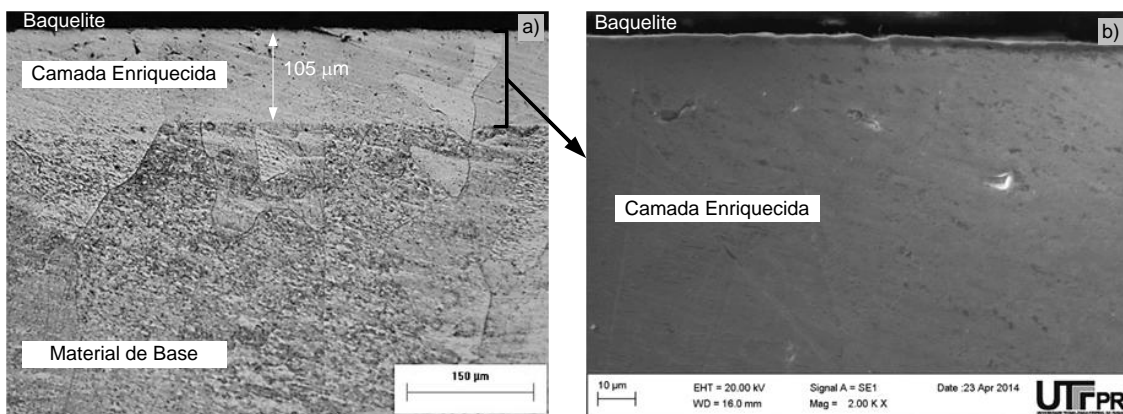 Baquelite
a)
Camada Enriquecida
105 µm
Material de Base
150 µm
Baquelite
b)
Camada Enriquecida
10 µm
EHT = 20.00 kV
Signal A = SE1
Date :23 Apr 2014
WD = 16.0 mm
Mag = 2.00 K X
UTFPR